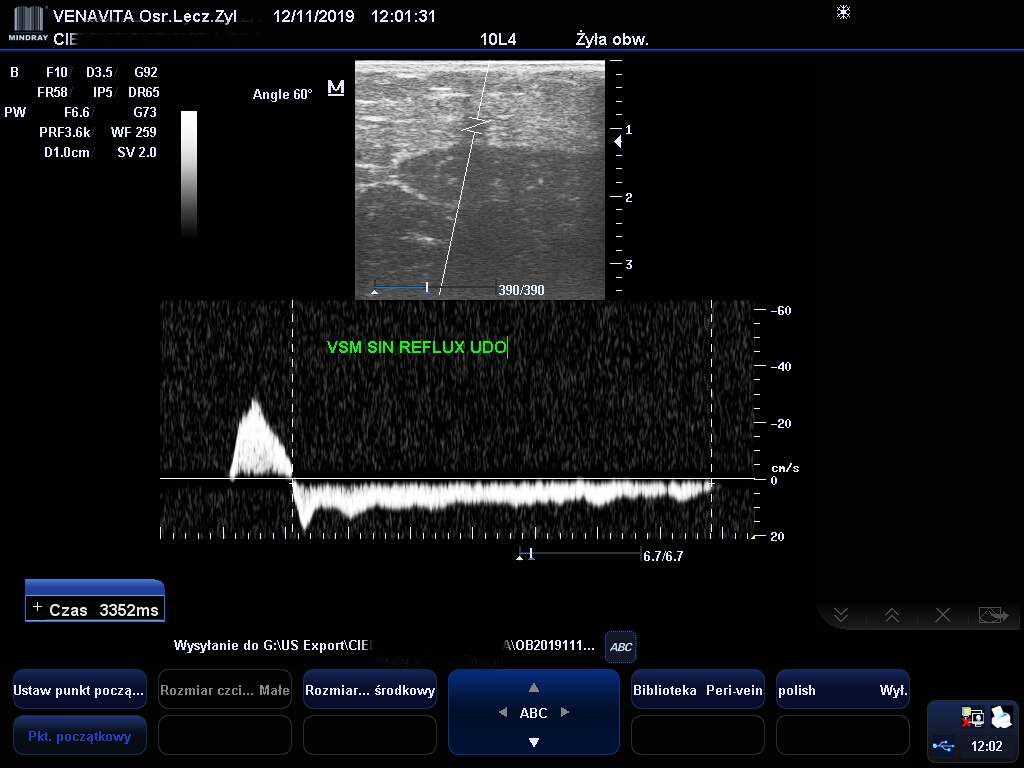 VENAVITA Osr.Lecz.Zyl 12/11/2019 12:01:31
MINDRAY CIE 10L4 Żyła obw.
B F10/ D3.5/ G92
FR58/ IP5/ DR65
PW F6.6/ G73
PRF3.6k/ WF 259
D1.0cm/ SV 2.0
Angle 60° M
1
2
3
390/390
VSM SIN REFLUX UDO
-60
-40
-20
cm/s
0
20
6.7/6.7
+ Czas 3352ms
Wysyłanie do G:\US Export\CIE A\OB2019111... ABC
Ustaw punkt począ... Rozmiar czci... Małe Rozmiar... środkowy ABC Biblioteka Peri-vein polish Wył.
Pkt. początkowy
12:02